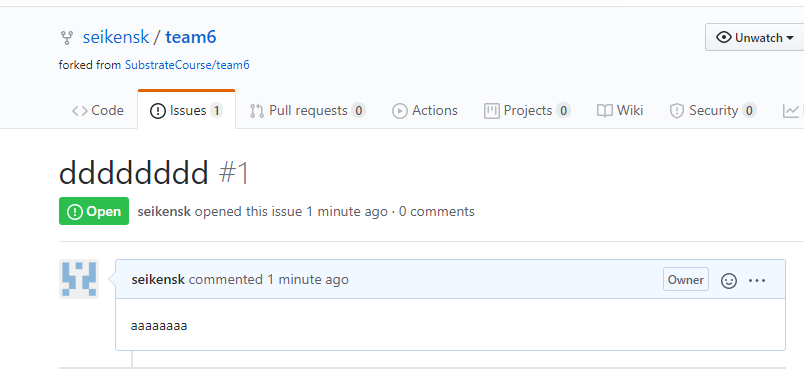 seikensk / team6
Unwatch
forked from SubstrateCourse/team6
Code Issues 1 Pull requests 0 Actions Projects 0 Wiki Security 0
dddddddd #1
Open seikensk opened this issue 1 minute ago · 0 comments
seikensk commented 1 minute ago Owner
aaaaaaaa